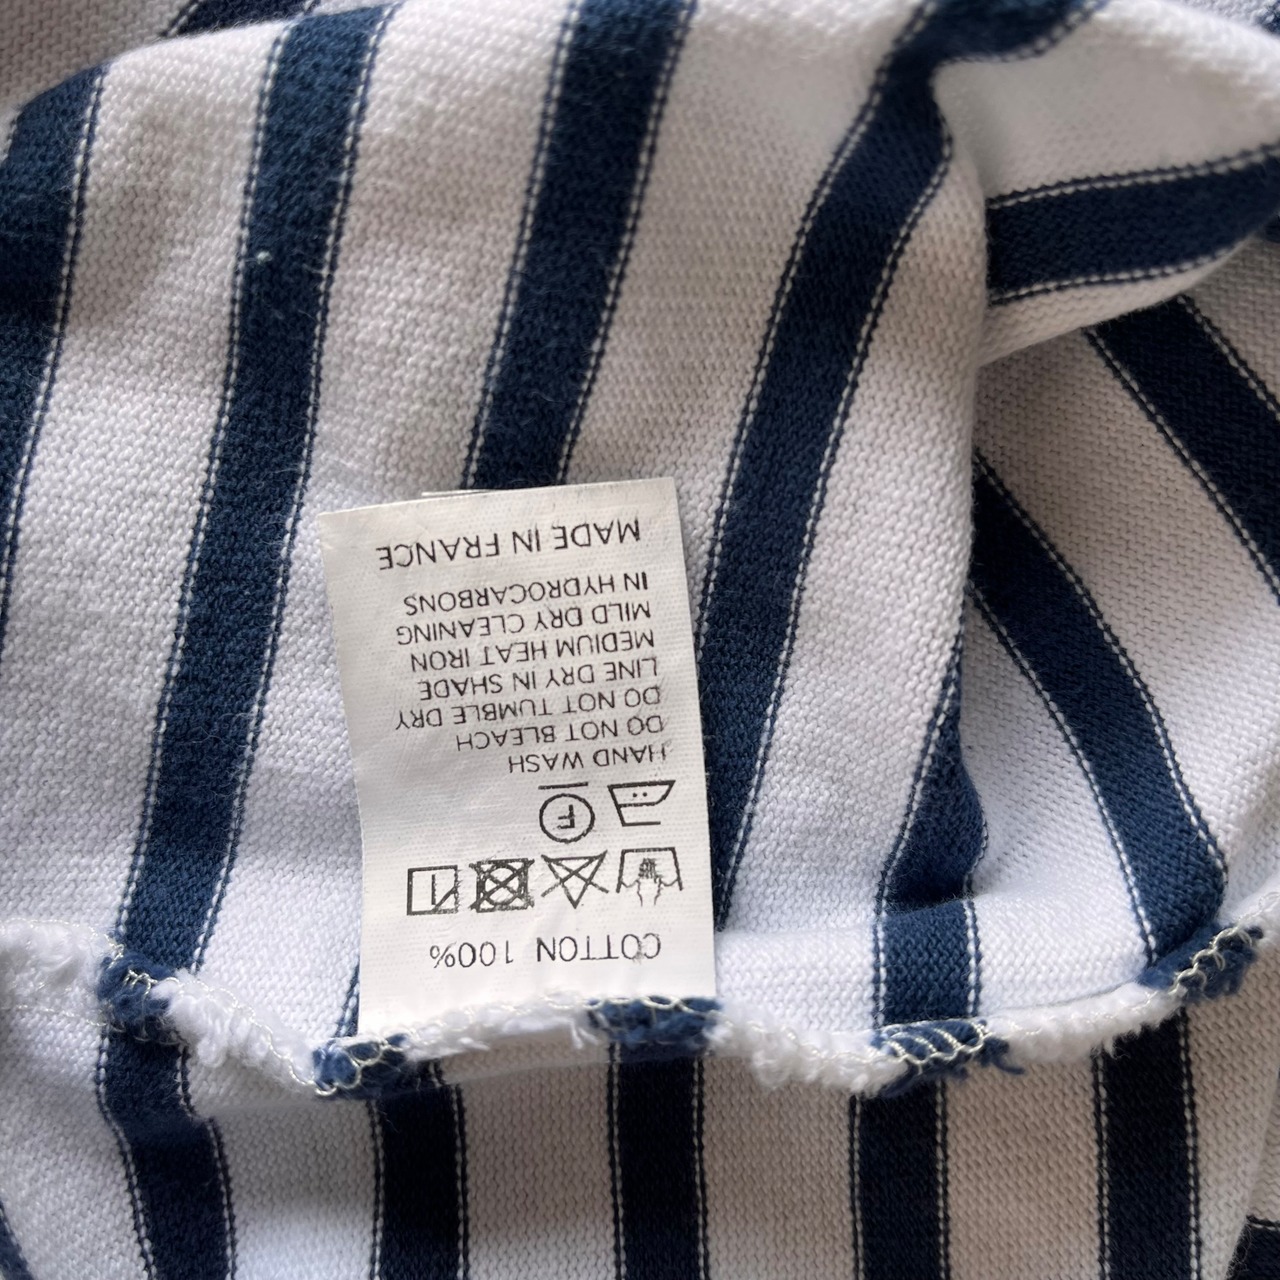 COTTON 100%
F
HAND WASH
DO NOT BLEACH
DO NOT TUMBLE DRY
LINE DRY IN SHADE
MEDIUM HEAT IRON
MILD DRY CLEANING
IN HYDROCARBONS
MADE IN FRANCE